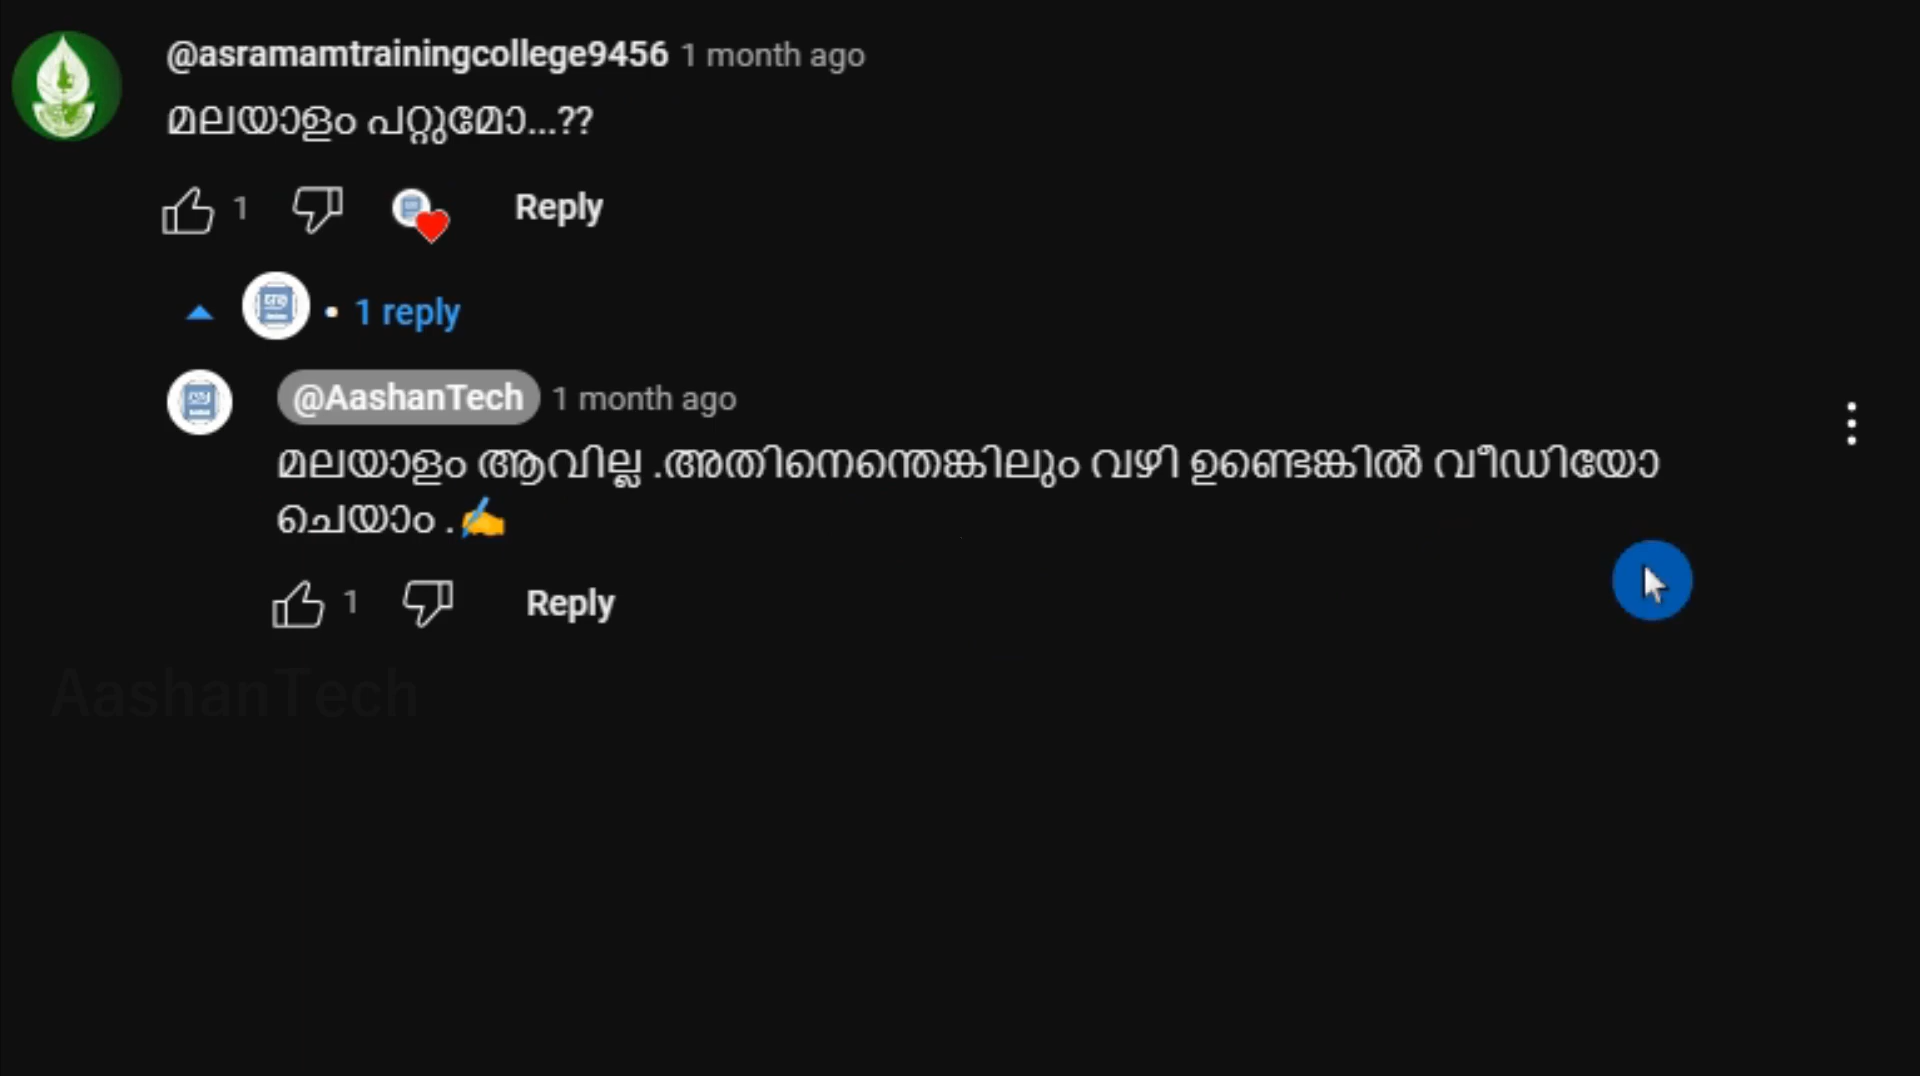 @asramamtrainingcollege9456 1 month ago
മലയാളം പറ്റുമോ...??
1 Reply
1 reply
@AashanTech 1 month ago
മലയാളം ആവില്ല .അതിനെന്തെങ്കിലും വഴി ഉണ്ടെങ്കിൽ വീഡിയോ
ചെയാം .✍
1 Reply
AashanTech